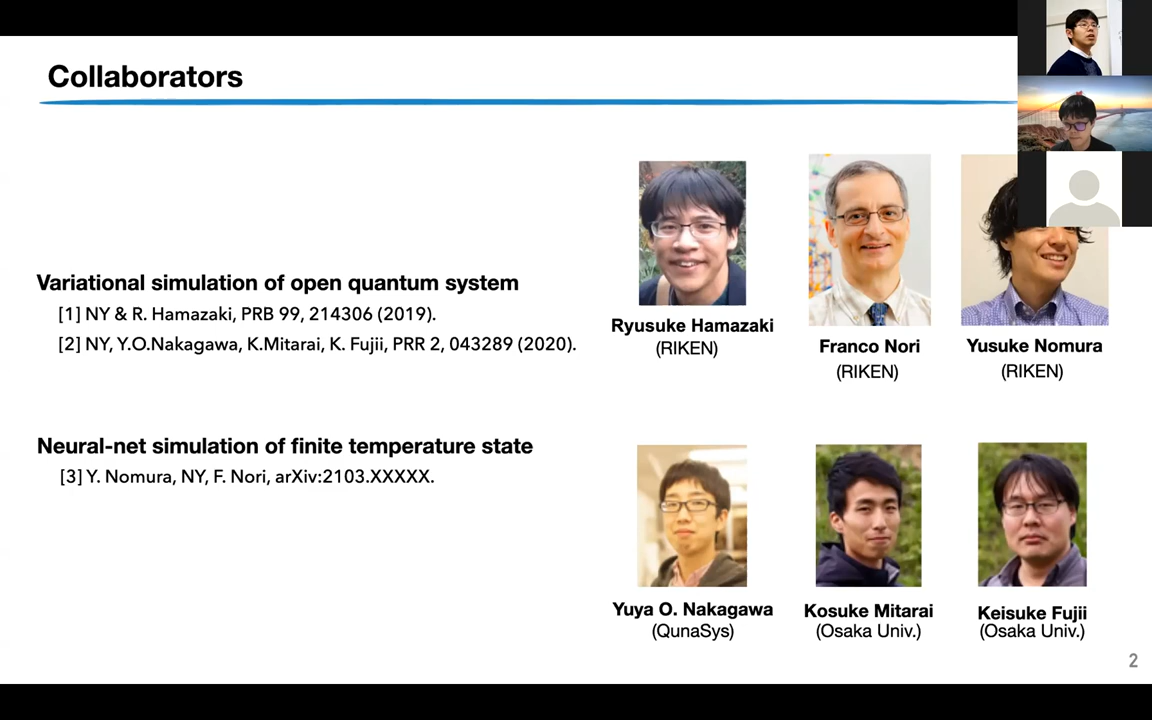 Collaborators
Variational simulation of open quantum system
[1] NY & R. Hamazaki, PRB 99, 214306 (2019).
[2] NY, Y.O.Nakagawa, K.Mitarai, K. Fujii, PRR 2, 043289 (2020).
Neural-net simulation of finite temperature state
[3] Y. Nomura, NY, F. Nori, arXiv:2103.XXXXX.
Ryusuke Hamazaki
(RIKEN)
Franco Nori
(RIKEN)
Yusuke Nomura
(RIKEN)
Yuya O. Nakagawa
(QunaSys)
Kosuke Mitarai
(Osaka Univ.)
Keisuke Fujii
(Osaka Univ.)
2